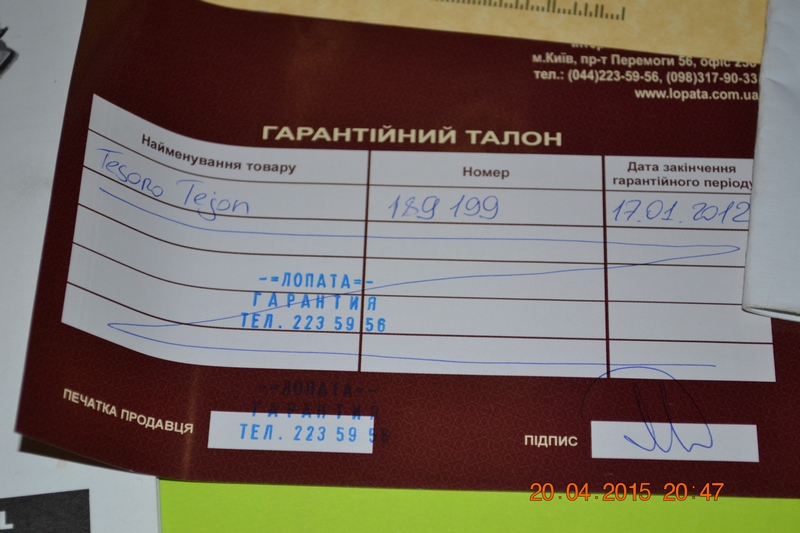 м.Київ, пр-т Перемоги 56, офіс
тел.: (044)223-59-56, (098)317-90-33
www.lopata.com.ua
ГАРАНТІЙНИЙ ТАЛОН
Найменування товару
Номер
Дата закінчення
гарантійного періоду
Tesoro Tejon
189 199
17.01.2012
-=ЛОПАТА=-
ГАРАНТИЯ
ТЕЛ. 223 59 56
ПЕЧАТКА ПРОДАВЦЯ
-=ЛОПАТА=-
ГАРАНТИЯ
ТЕЛ. 223 59 56
ПІДПИС
20.04.2015 20:47